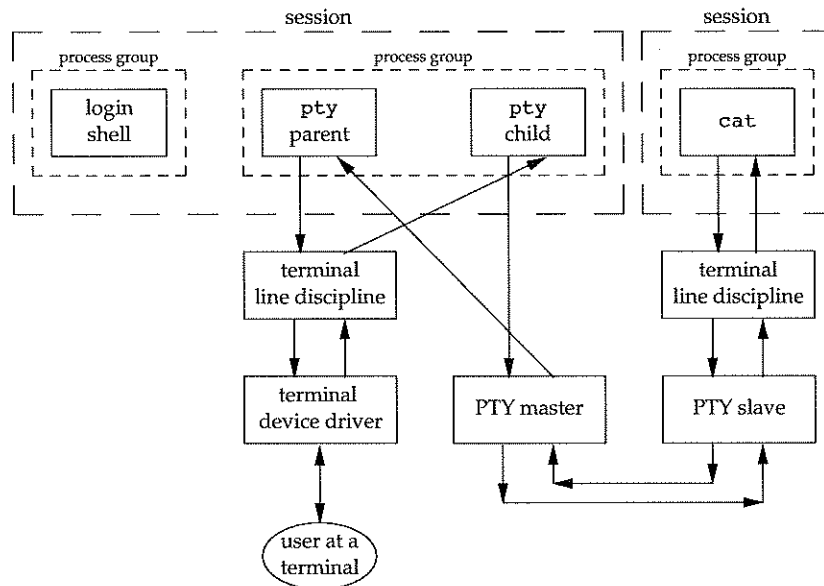 session
session
process group
process group
process group
login
shell
pty
parent
pty
child
cat
terminal
line discipline
terminal
line discipline
terminal
device driver
PTY master
PTY slave
user at a
terminal